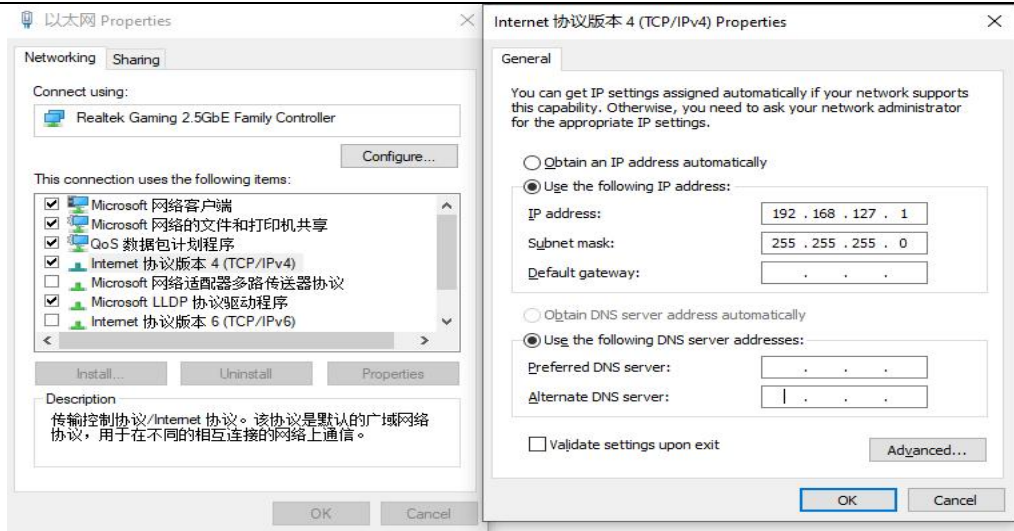 以太网 Properties
Networking
Sharing
Connect using:
Realtek Gaming 2.5GbE Family Controller
Configure...
This connection uses the following items:
Microsoft 网络客户端
Microsoft 网络的文件和打印机共享
QoS 数据包计划程序
Internet 协议版本 4 (TCP/IPv4)
Microsoft 网络适配器多路传送器协议
Microsoft LLDP 协议驱动程序
Internet 协议版本 6 (TCP/IPv6)
Install...
Uninstall
Properties
Description
传输控制协议/Internet 协议。该协议是默认的广域网络
协议，用于在不同的相互连接的网络上通信。
OK
Cancel
Internet 协议版本 4 (TCP/IPv4) Properties
General
You can get IP settings assigned automatically if your network supports
this capability. Otherwise, you need to ask your network administrator
for the appropriate IP settings.
Obtain an IP address automatically
Use the following IP address:
IP address:
192 . 168 . 127 . 1
Subnet mask:
255 . 255 . 255 . 0
Default gateway:
. . .
Obtain DNS server address automatically
Use the following DNS server addresses:
Preferred DNS server:
. . .
Alternate DNS server:
. . .
Validate settings upon exit
Advanced...
OK
Cancel